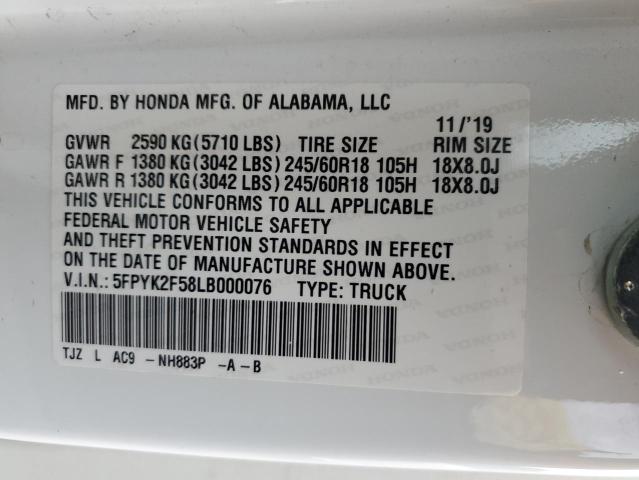 MFD. BY HONDA MFG. OF ALABAMA, LLC
11/'19
GVWR 2590 KG(5710 LBS) TIRE SIZE RIM SIZE
GAWR F 1380 KG(3042 LBS)245/60R18 105H 18X8.0J
GAWR R 1380 KG(3042 LBS)245/60R18 105H 18X8.0J
THIS VEHICLE CONFORMS TO ALL APPLICABLE
FEDERAL MOTOR VEHICLE SAFETY
AND THEFT PREVENTION STANDARDS IN EFFECT
ON THE DATE OF MANUFACTURE SHOWN ABOVE.
V.I.N.: 5FPYK2F58LB000076 TYPE: TRUCK
TJZ L AC9 -NH883P -A-B